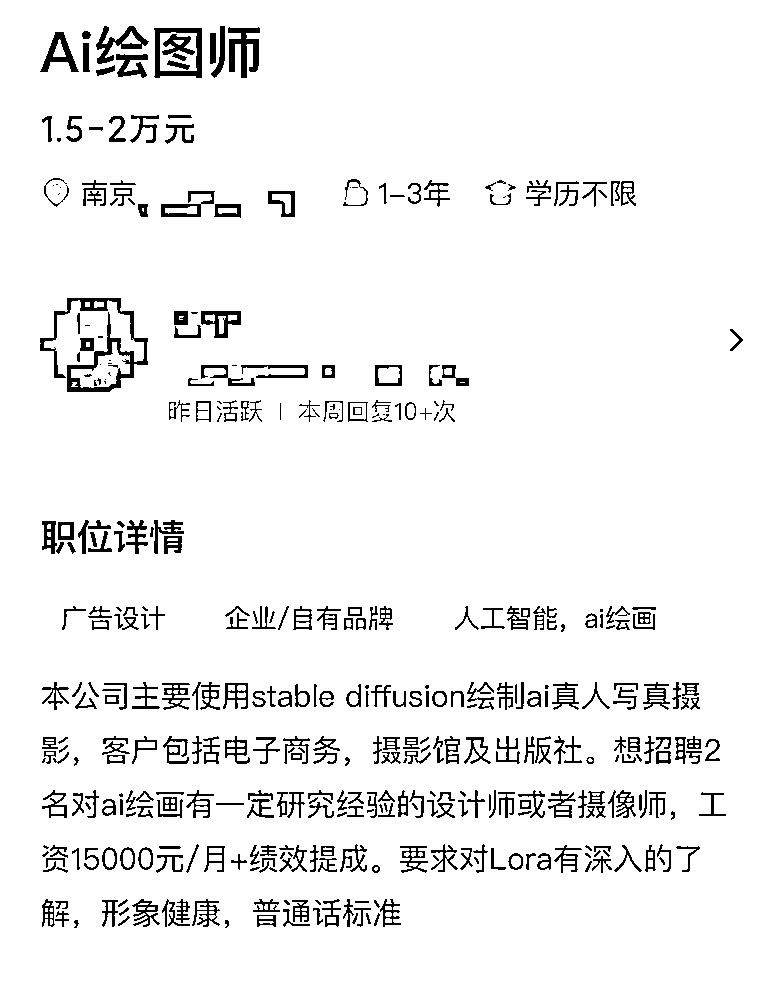 Ai绘图师
1.5-2万元
南京 1-3年 学历不限
昨日活跃 | 本周回复10+次
职位详情
广告设计 企业/自有品牌 人工智能，ai绘画
本公司主要使用stable diffusion绘制ai真人写真摄
影，客户包括电子商务，摄影馆及出版社。想招聘2
名对ai绘画有一定研究经验的设计师或者摄像师，工
资15000元/月+绩效提成。要求对Lora有深入的了
解，形象健康，普通话标准